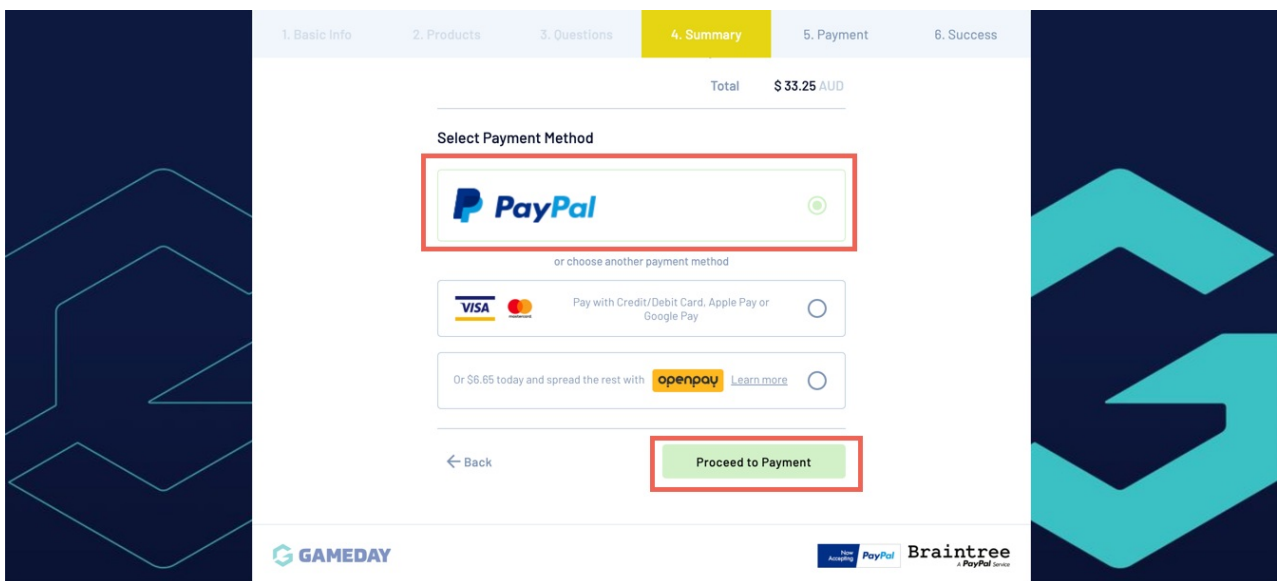 1. Basic Info 2. Products 3. Questions 4. Summary 5. Payment 6. Success
Total $ 33.25 AUD
Select Payment Method
PayPal
or choose another payment method
VISA mastercard Pay with Credit/Debit Card, Apple Pay or
Google Pay
Or $6.65 today and spread the rest with openpay Learn more
Back Proceed to Payment
GAMEDAY
Now
Accepting PayPal
Braintree
A PayPal Service